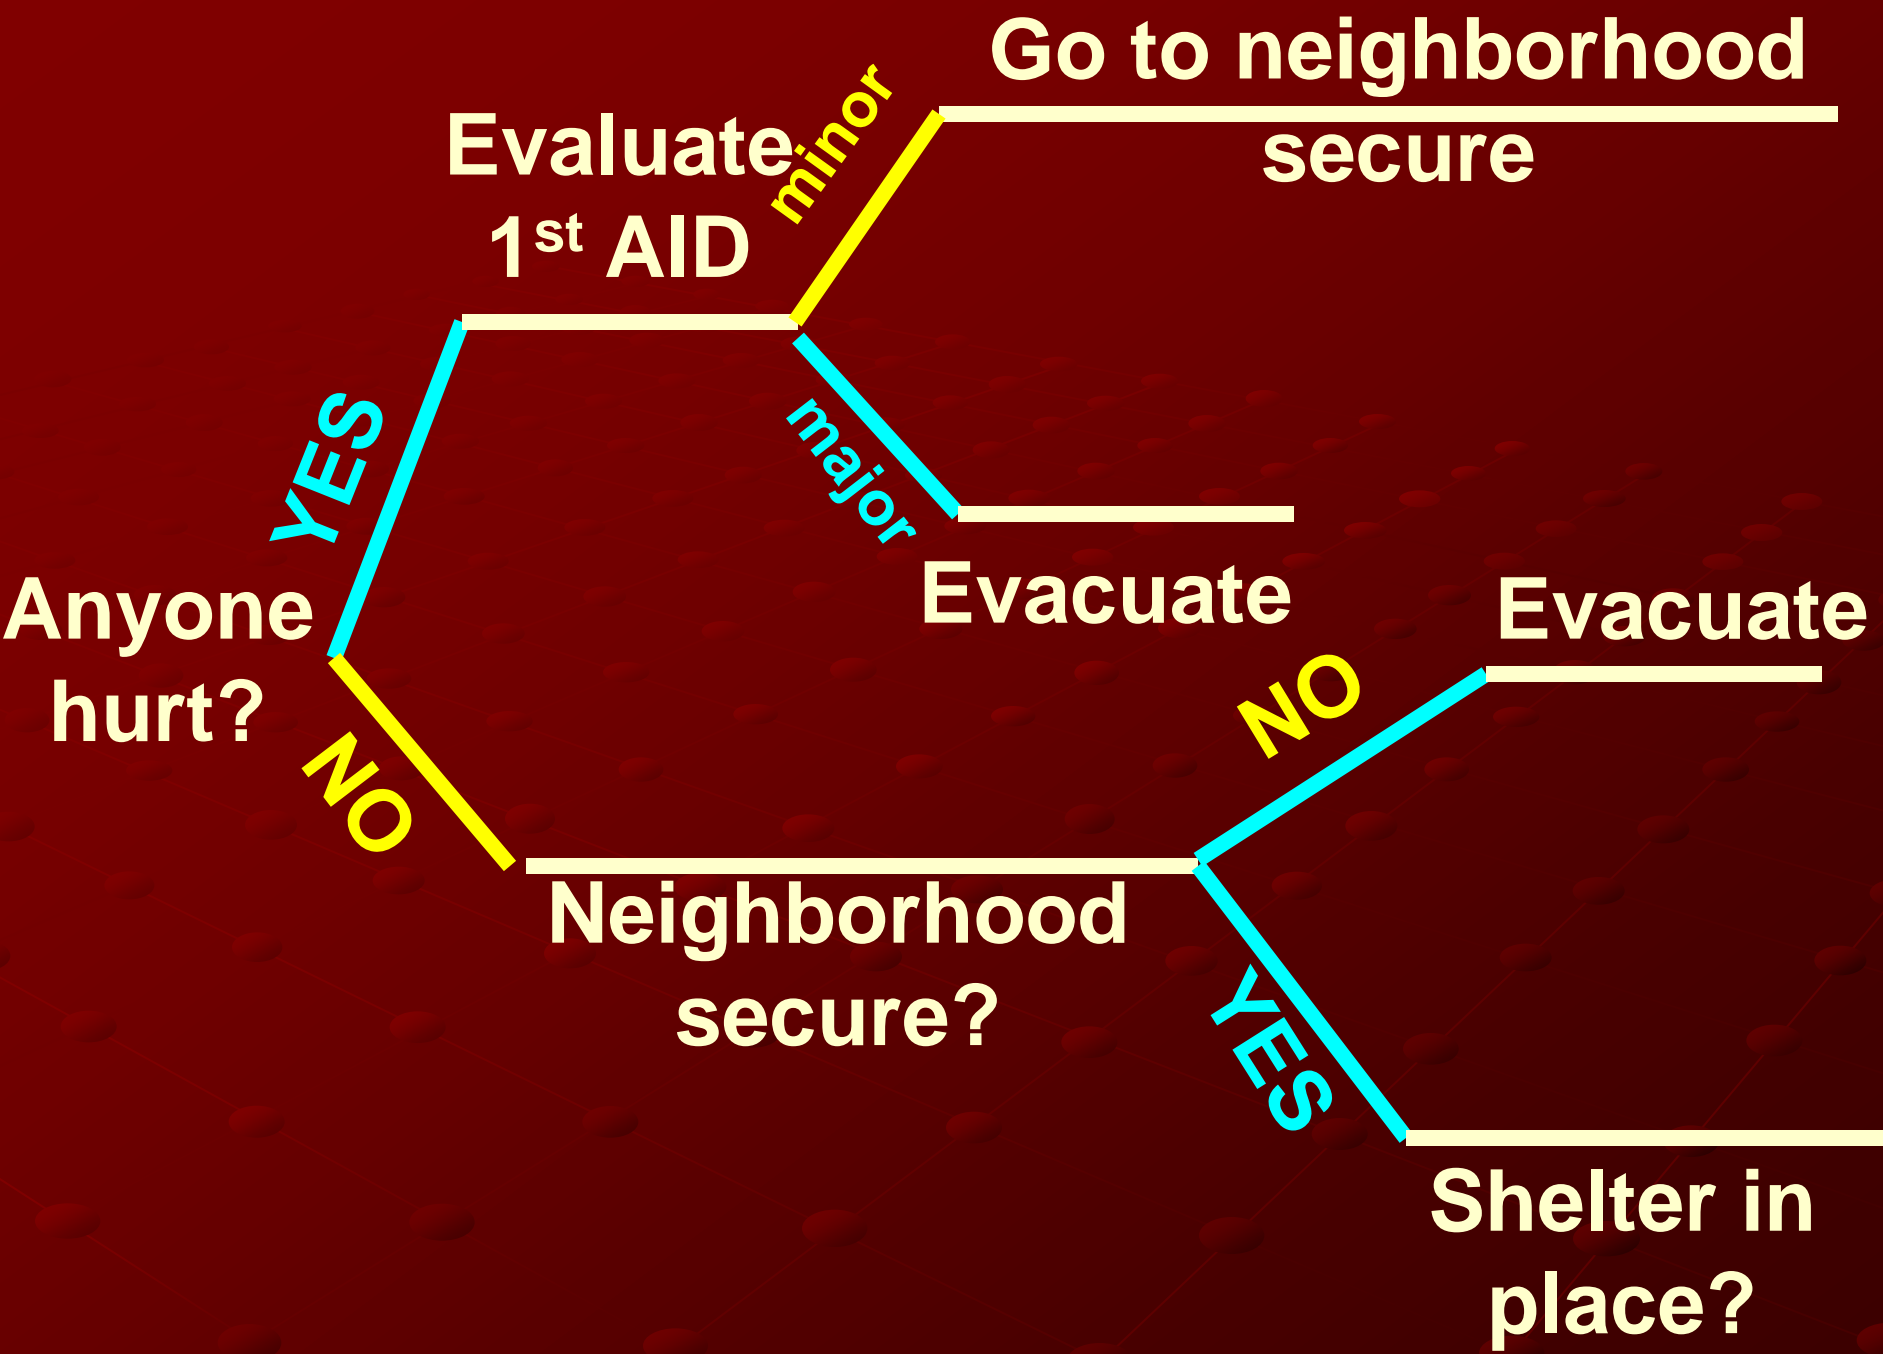 Go to neighborhood
secure
minor
Evaluate
1st AID
YES
major
Evacuate
Anyone
hurt?
NO
Evacuate
NO
Neighborhood
secure?
YES
Shelter in
place?